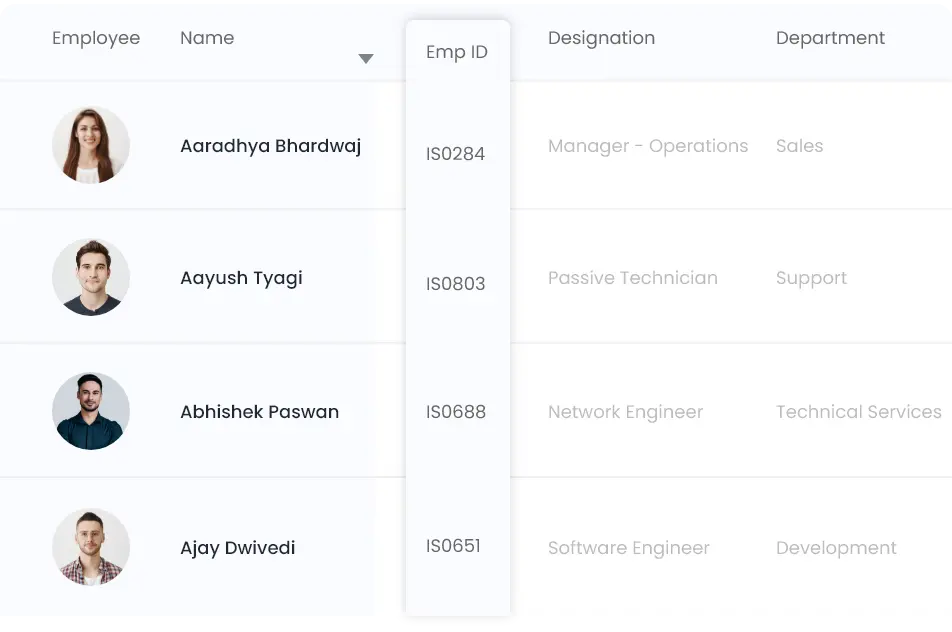 Employee Name Emp ID Designation Department
Aaradhya Bhardwaj IS0284 Manager - Operations Sales
Aayush Tyagi IS0803 Passive Technician Support
Abhishek Paswan IS0688 Network Engineer Technical Services
Ajay Dwivedi IS0651 Software Engineer Development